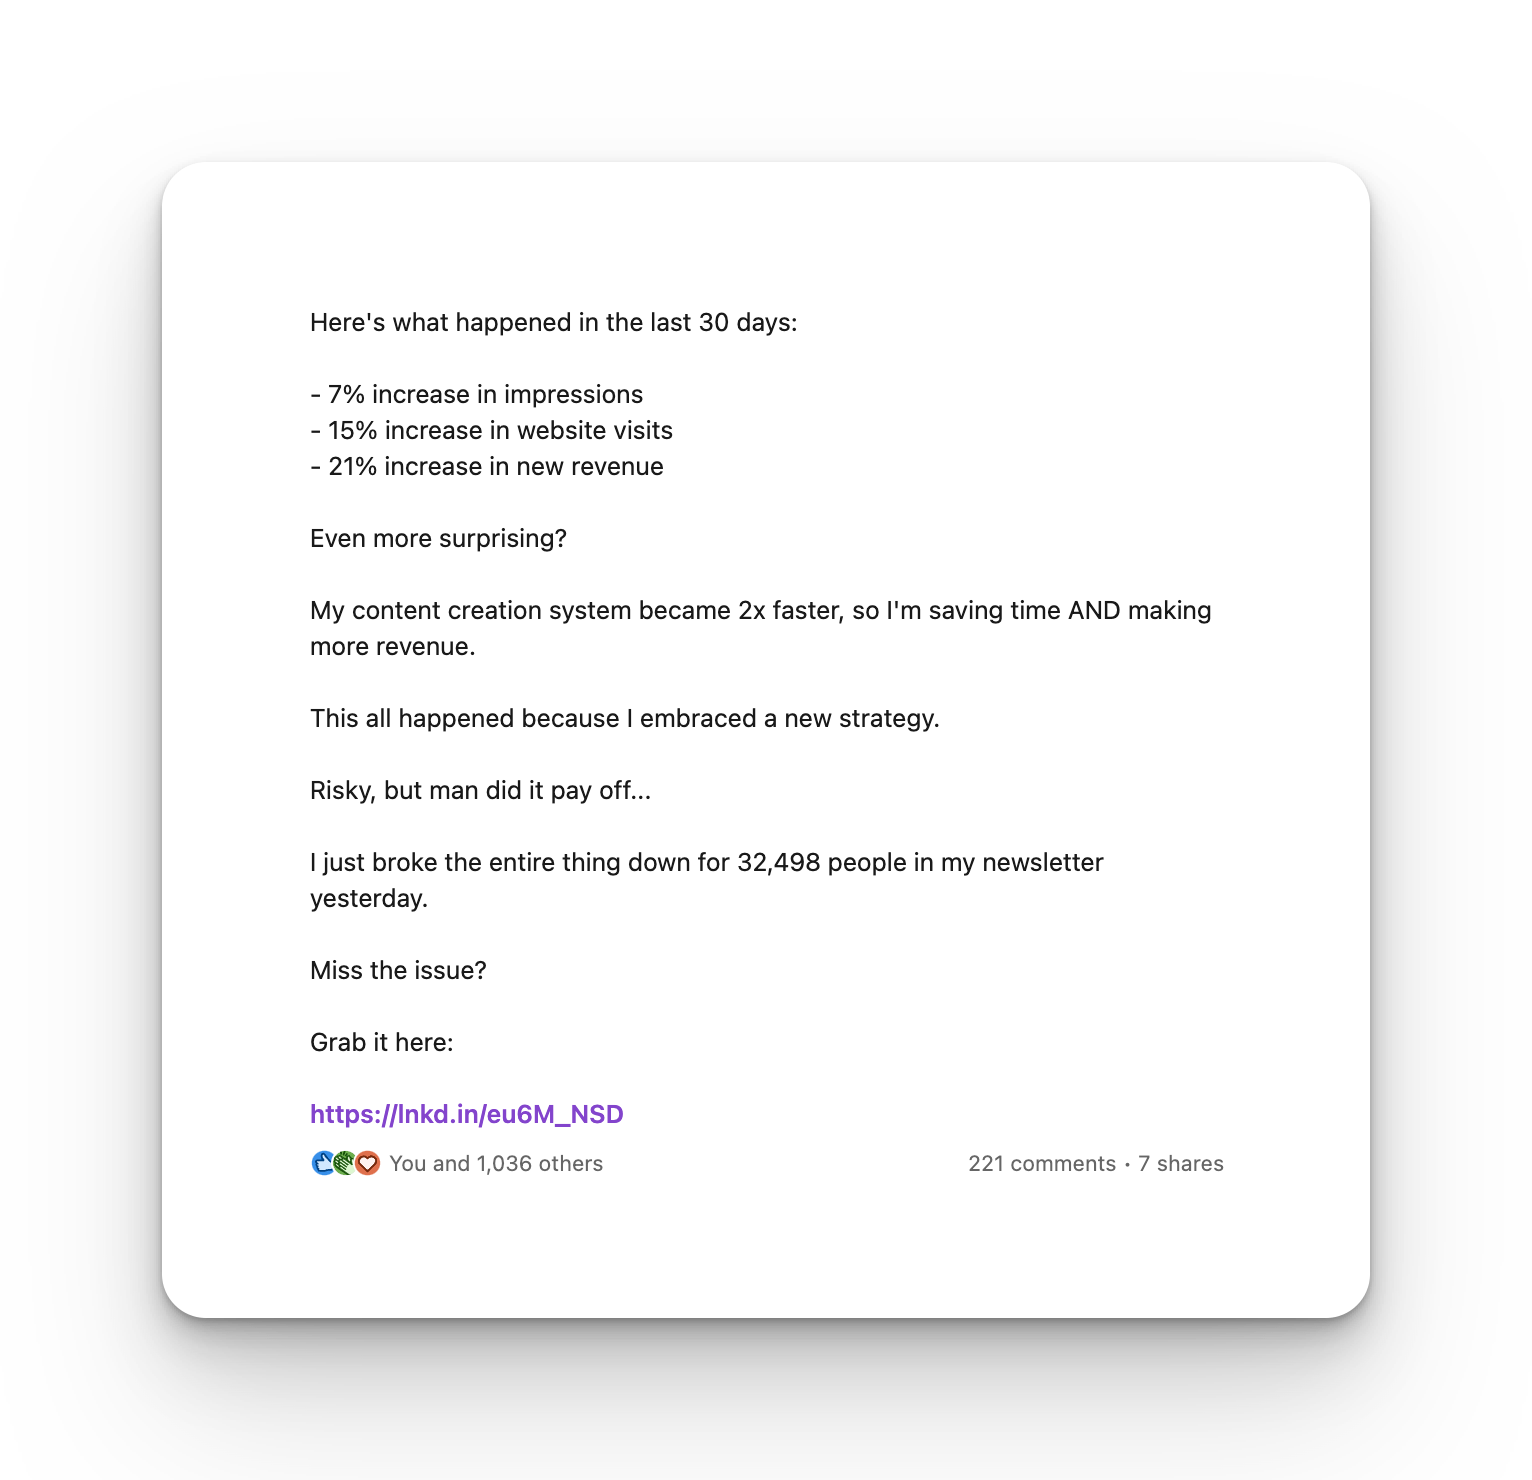 Here's what happened in the last 30 days:
- 7% increase in impressions
- 15% increase in website visits
- 21% increase in new revenue
Even more surprising?
My content creation system became 2x faster, so I'm saving time AND making
more revenue.
This all happened because I embraced a new strategy.
Risky, but man did it pay off...
I just broke the entire thing down for 32,498 people in my newsletter
yesterday.
Miss the issue?
Grab it here:
https://lnkd.in/eu6M_NSD
You and 1,036 others 221 comments • 7 shares